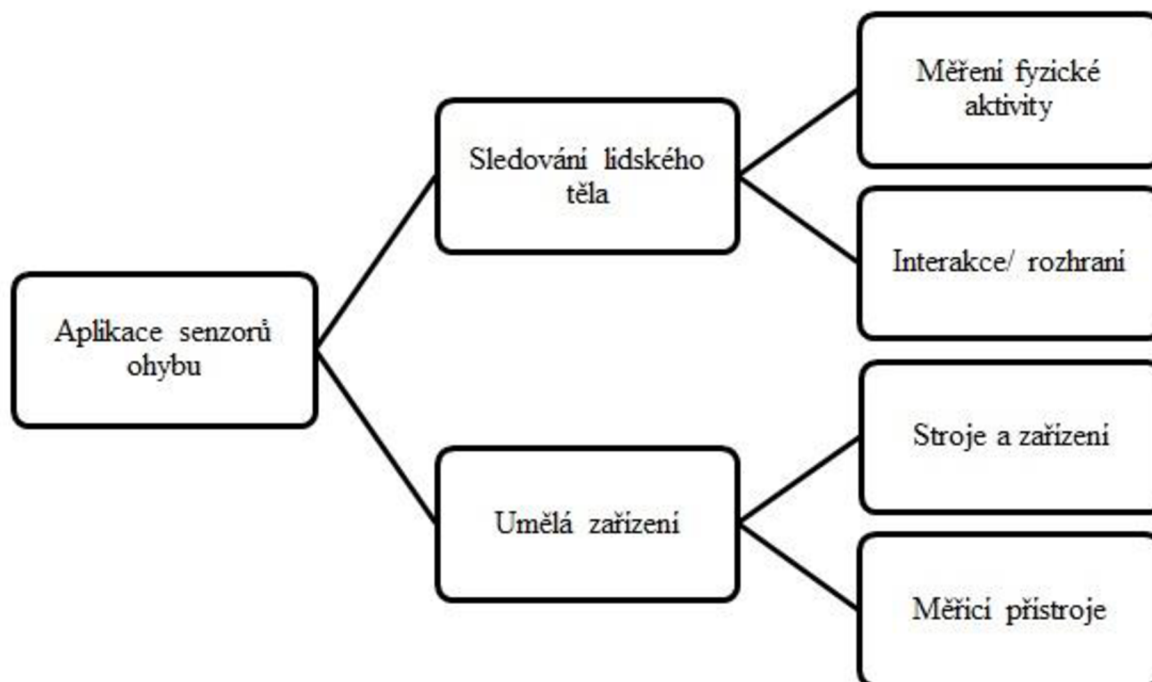 Měření fyzické
aktivity
Sledování lidského
těla
Interakce/ rozhraní
Aplikace senzorů
ohybu
Stroje a zařízení
Umělá zařízení
Měřicí přístroje